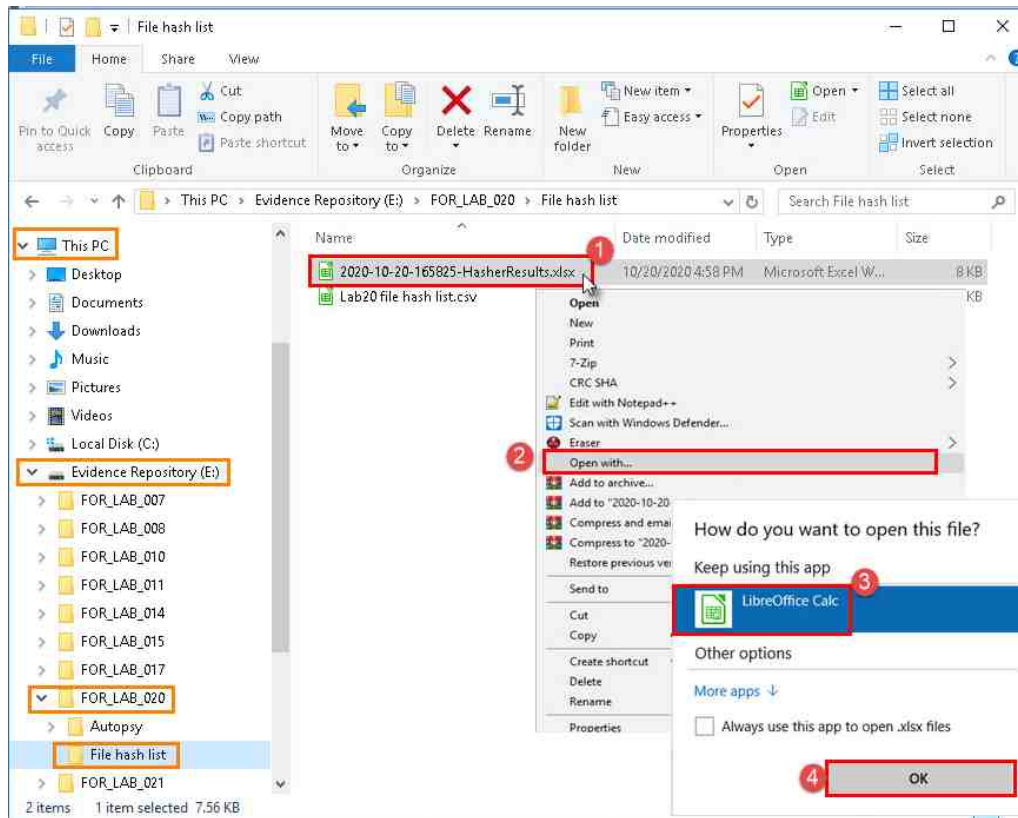 File hash list
File Home Share View
Pin to Quick access
Copy
Paste
Cut
Copy path
Paste shortcut
Clipboard
Move to
Copy to
Delete
Rename
Organize
New folder
New item
Easy access
New
Properties
Open
Edit
Open
Select all
Select none
Invert selection
Select
This PC > Evidence Repository (E:) > FOR_LAB_020 > File hash list
Search File hash list
This PC
Desktop
Documents
Downloads
Music
Pictures
Videos
Local Disk (C:)
Evidence Repository (E:)
FOR_LAB_007
FOR_LAB_008
FOR_LAB_010
FOR_LAB_011
FOR_LAB_014
FOR_LAB_015
FOR_LAB_017
FOR_LAB_020
Autopsy
File hash list
FOR_LAB_021
2 items 1 item selected 7.56 KB
Name Date modified Type Size
1
2020-10-20-165825-HasherResults.xlsx 10/20/2020 4:58 PM Microsoft Excel W... 8 KB
Lab20 file hash list.csv KB
Open
New
Print
7-Zip
CRC SHA
Edit with Notepad++
Scan with Windows Defender...
Eraser
2
Open with...
Add to archive...
Add to "2020-10-20
Compress and emai
Compress to "2020-
Restore previous ve
Send to
Cut
Copy
Create shortcut
Delete
Rename
Properties
How do you want to open this file?
Keep using this app
3
LibreOffice Calc
Other options
More apps ↓
Always use this app to open .xlsx files
4
OK